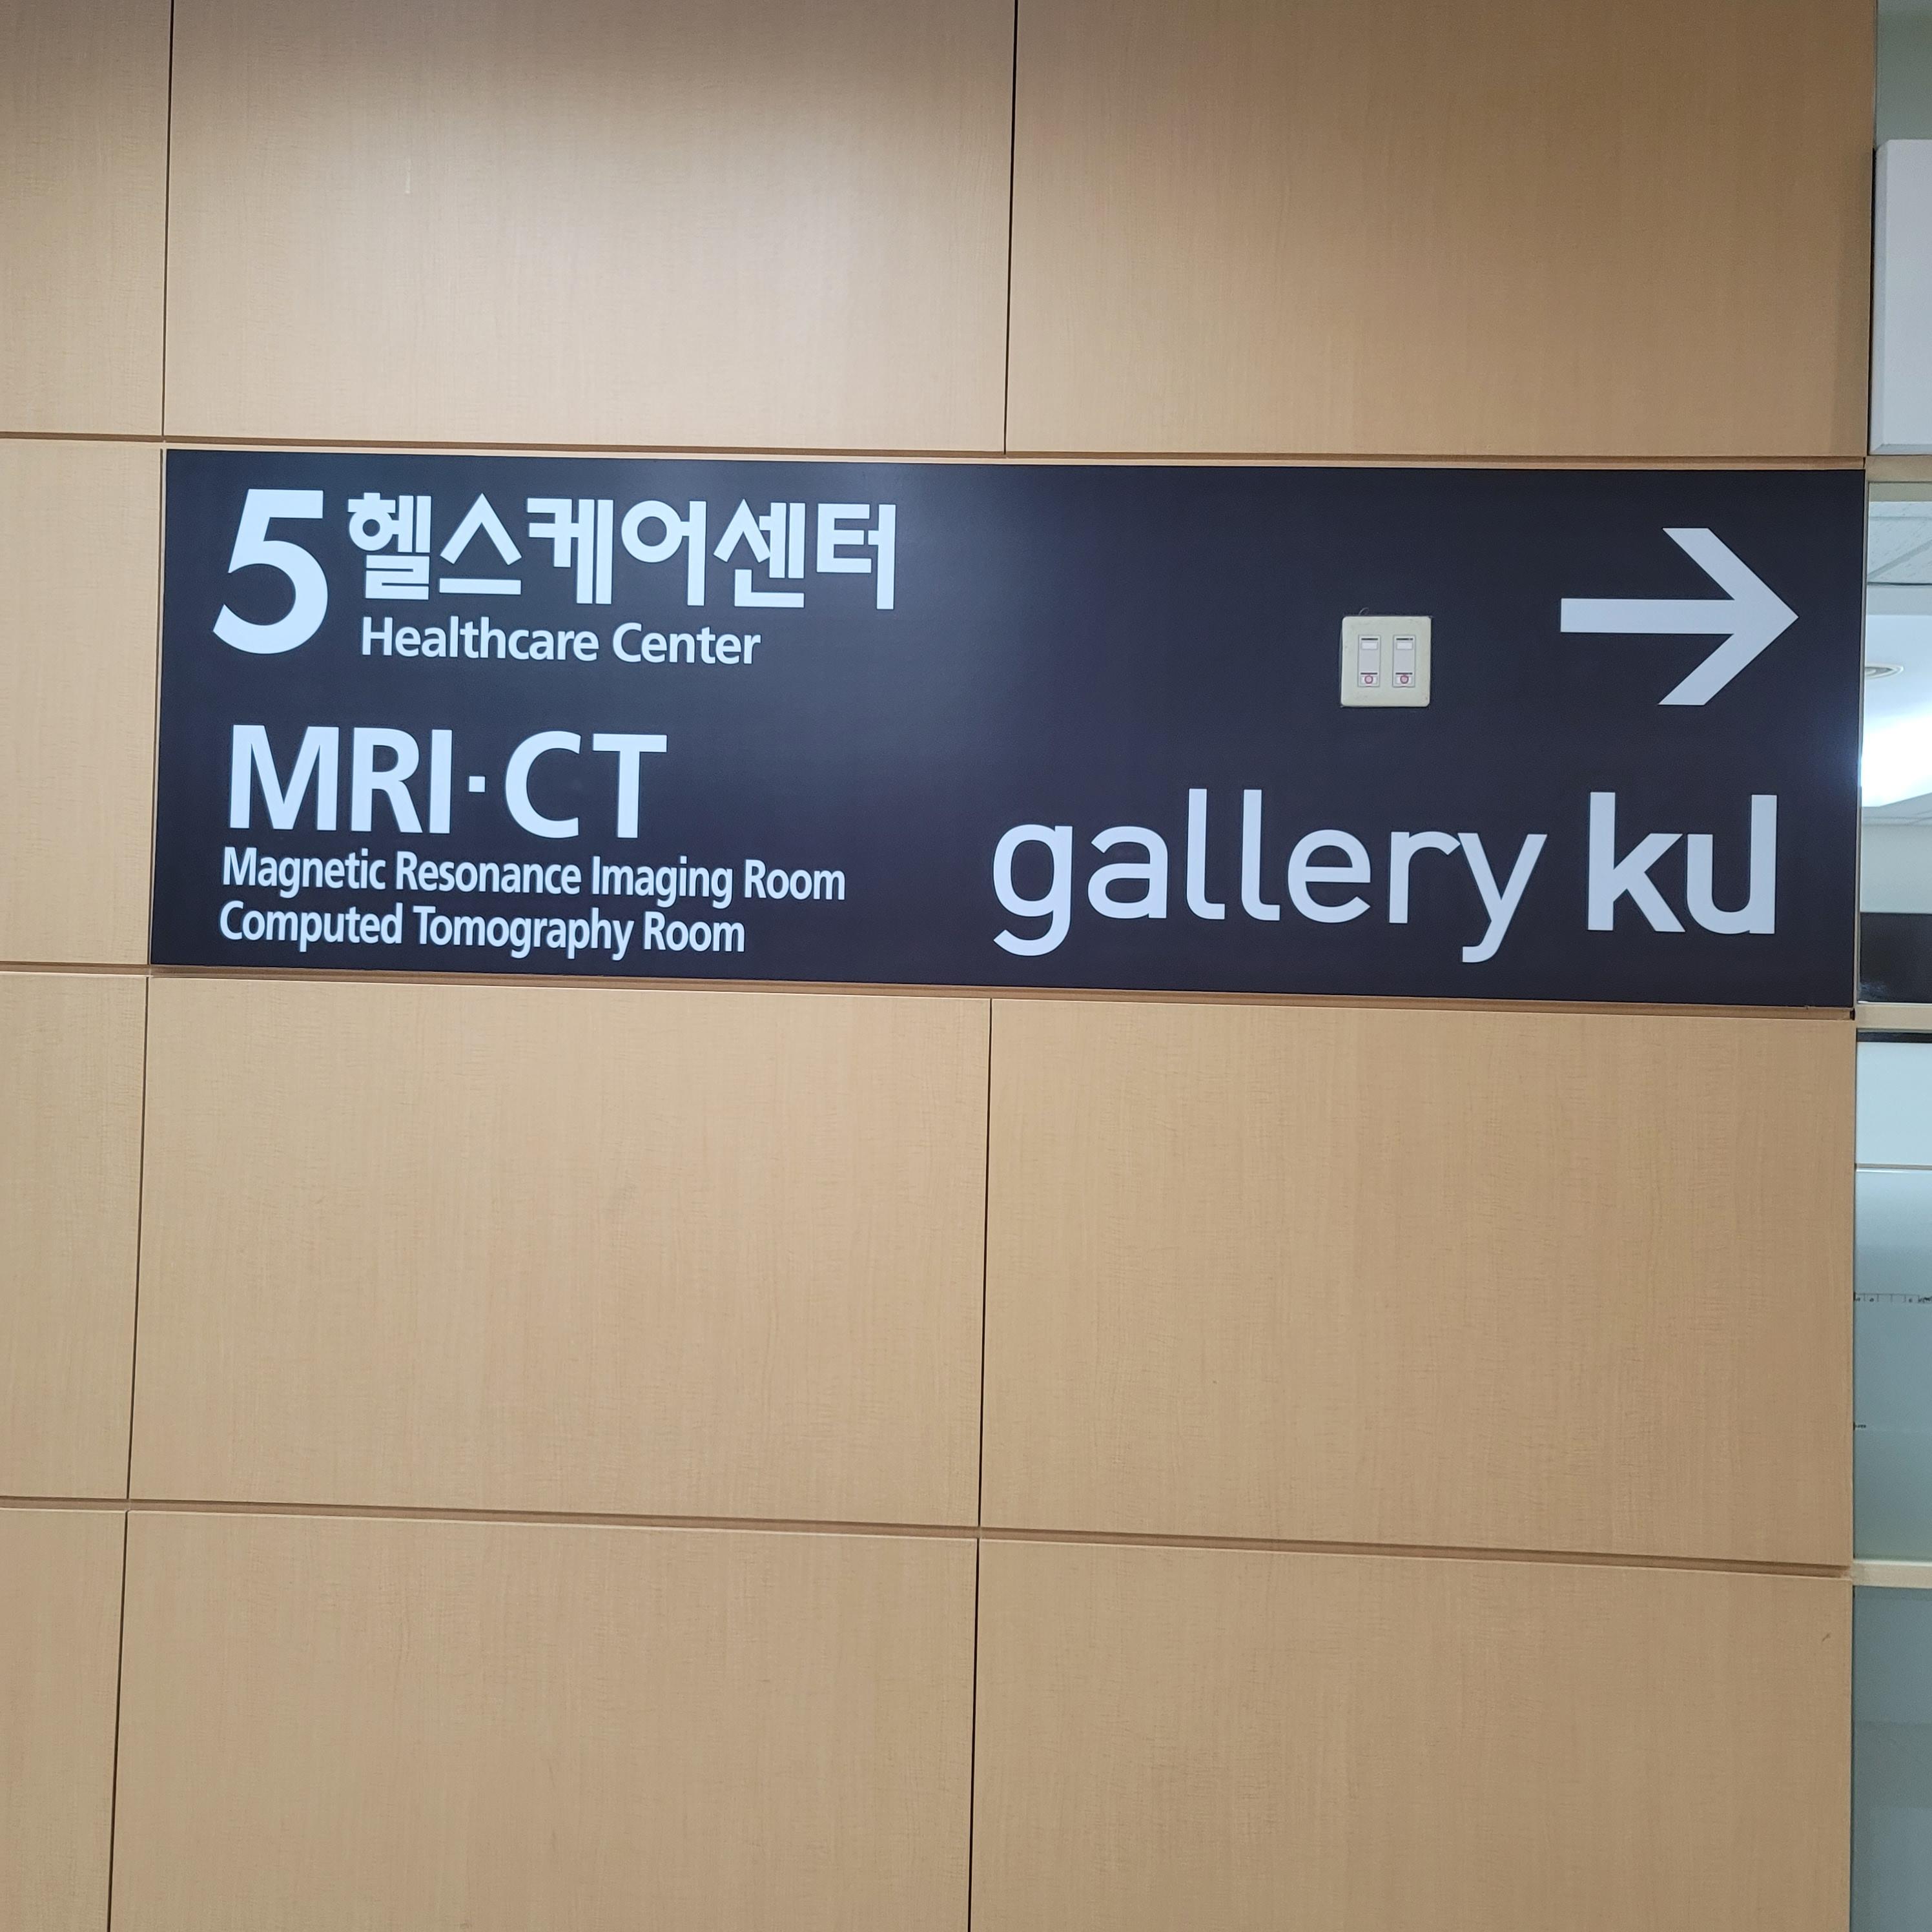 5 헬스케어센터
Healthcare Center
→
MRI·CT
Magnetic Resonance Imaging Room
Computed Tomography Room
gallery ku